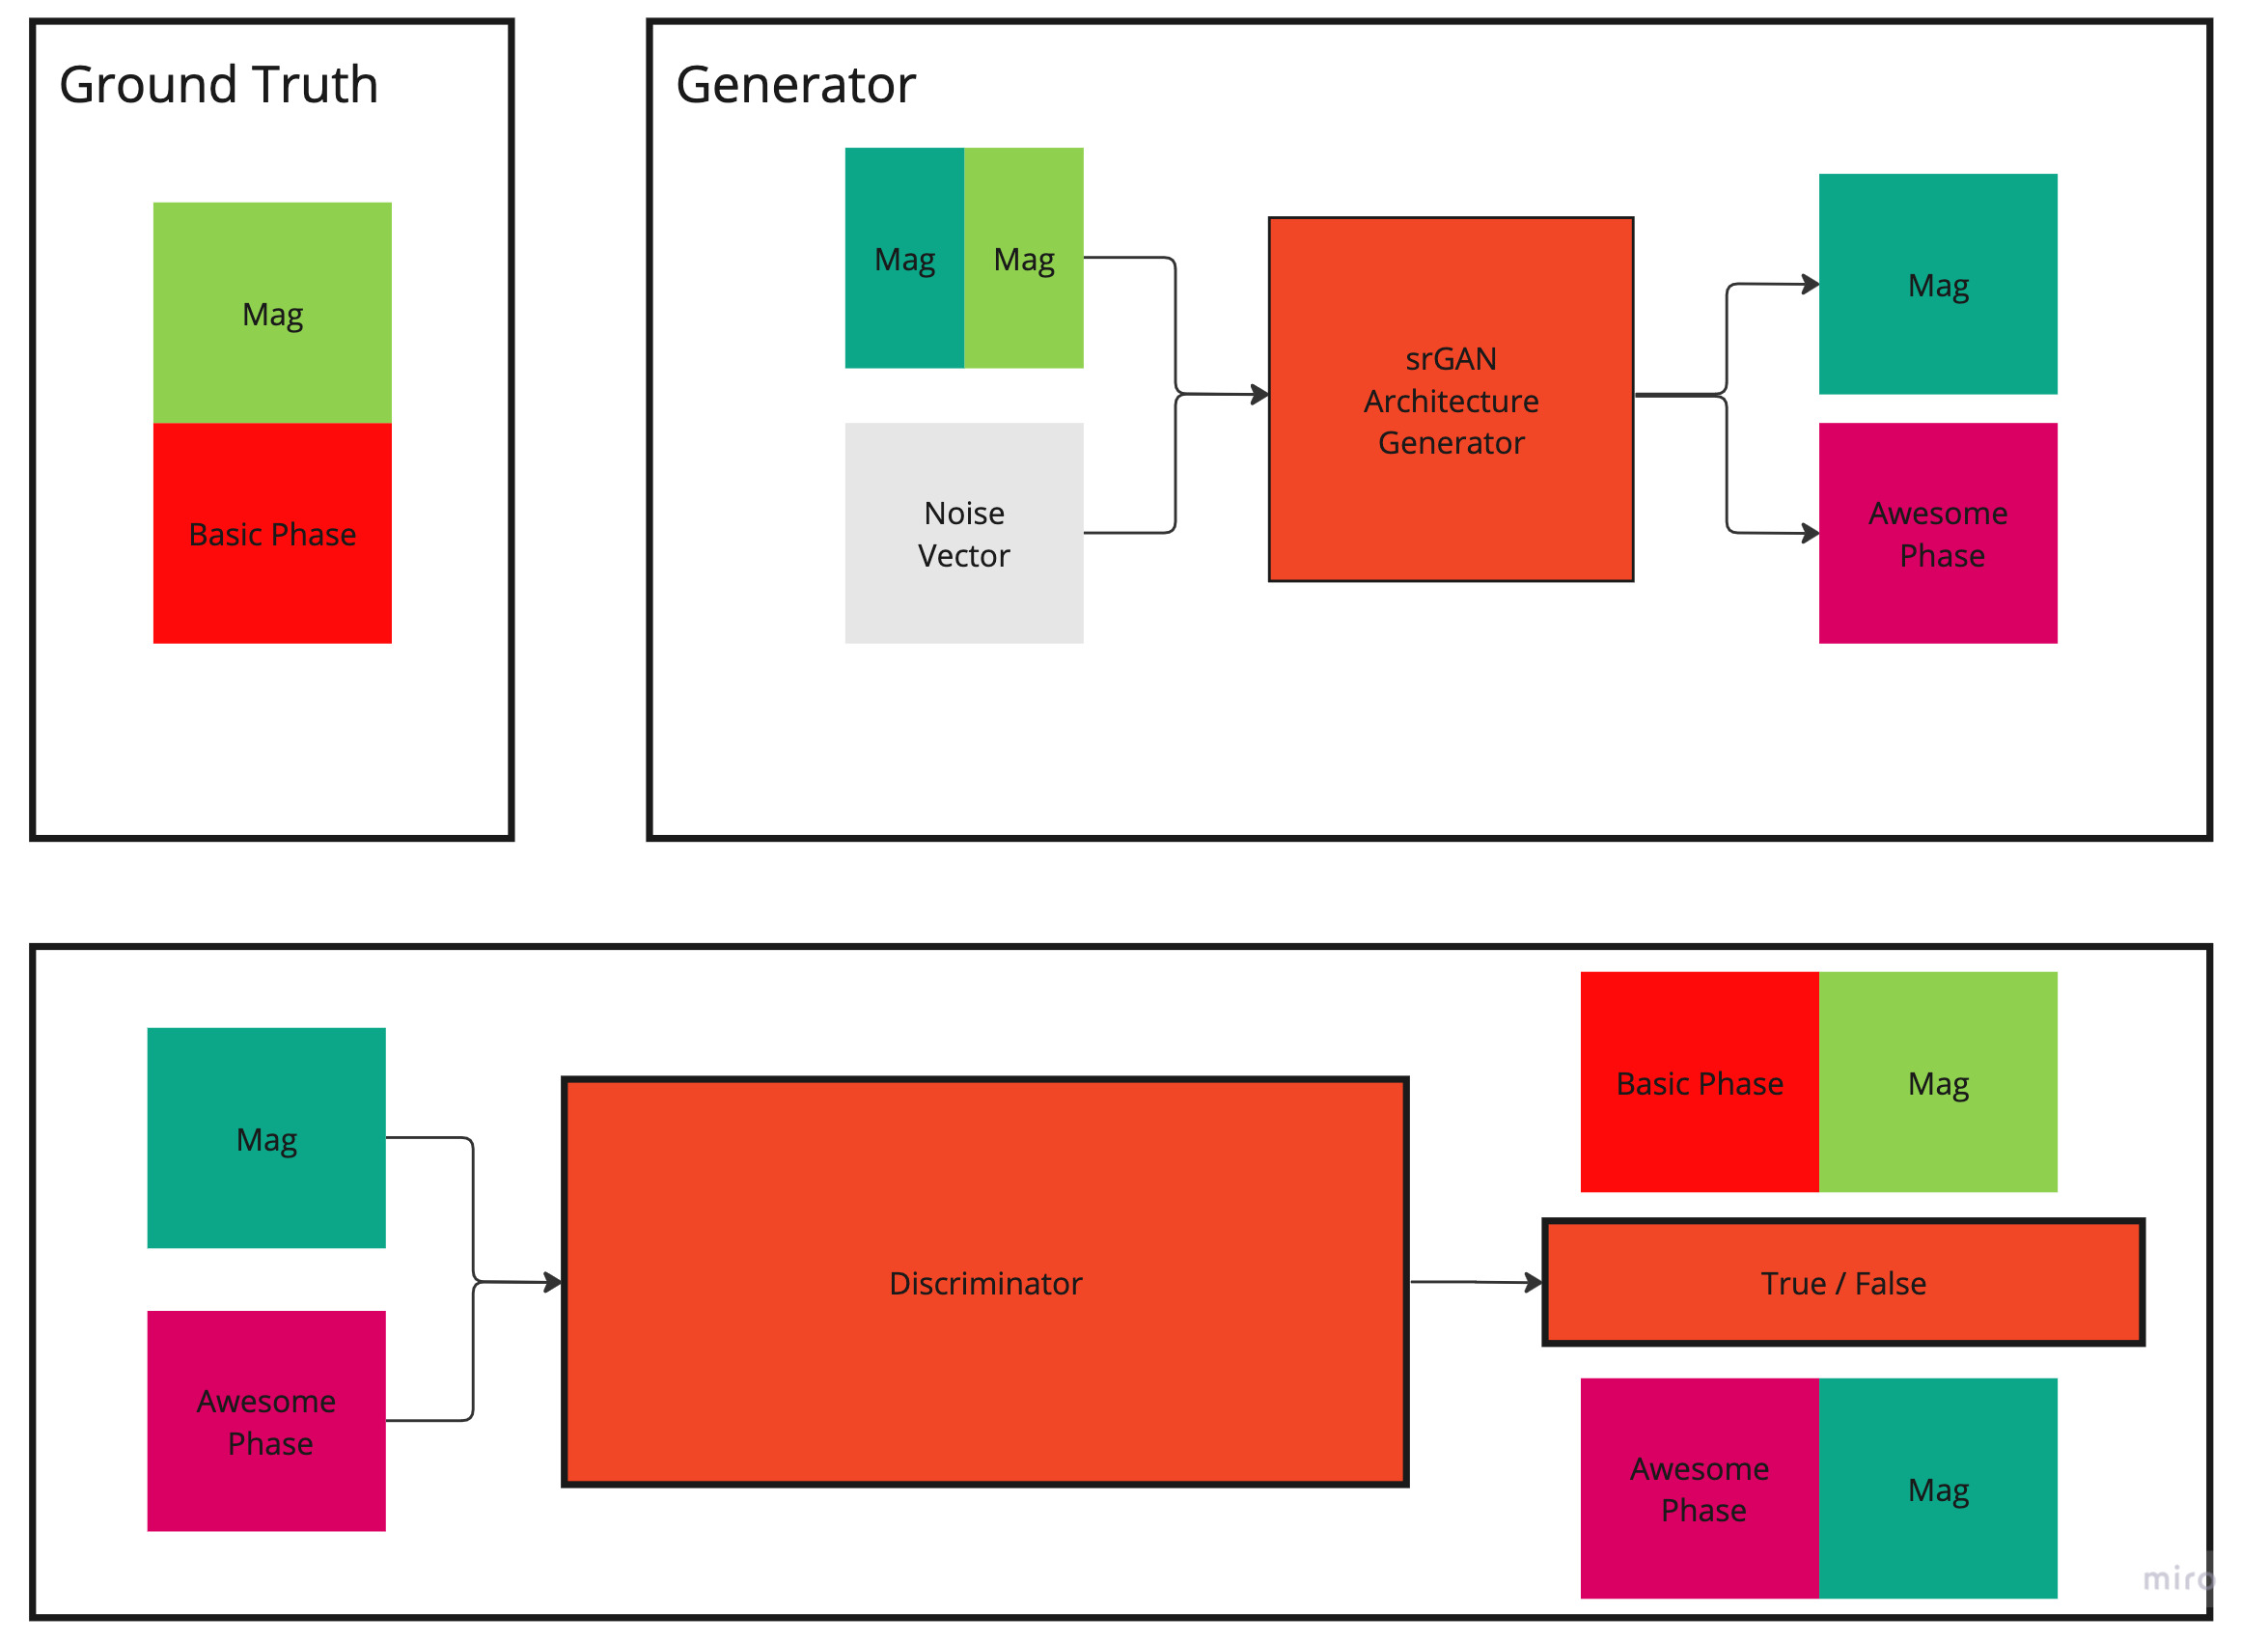 Ground Truth
Mag
Basic Phase
Generator
Mag
Mag
Noise
Vector
srGAN
Architecture
Generator
Mag
Awesome
Phase
Mag
Awesome
Phase
Discriminator
Basic Phase
Mag
True / False
Awesome
Phase
Mag
miro